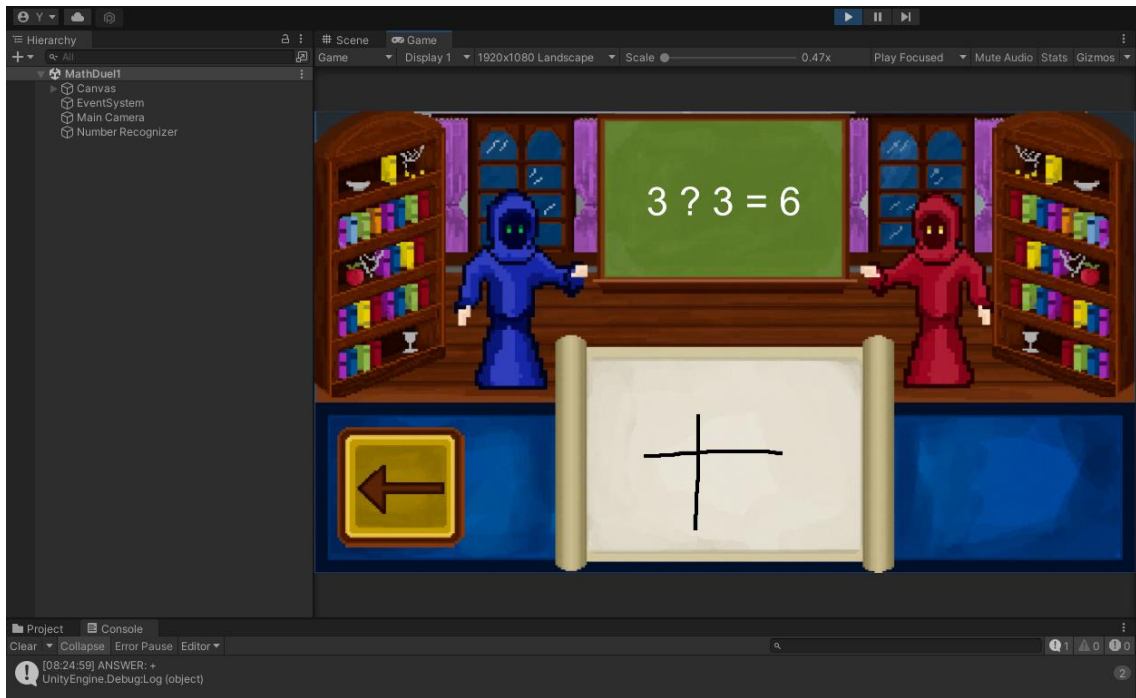 Y
Hierarchy
Scene Game
All
Game Display 1 1920x1080 Landscape Scale 0.47x Play Focused Mute Audio Stats Gizmos
MathDuel1
Canvas
EventSystem
Main Camera
Number Recognizer
3 ? 3 = 6
+
Project Console
Clear Collapse Error Pause Editor 1 0 0
[08:24:59] ANSWER: +
UnityEngine.Debug:Log (object)
2